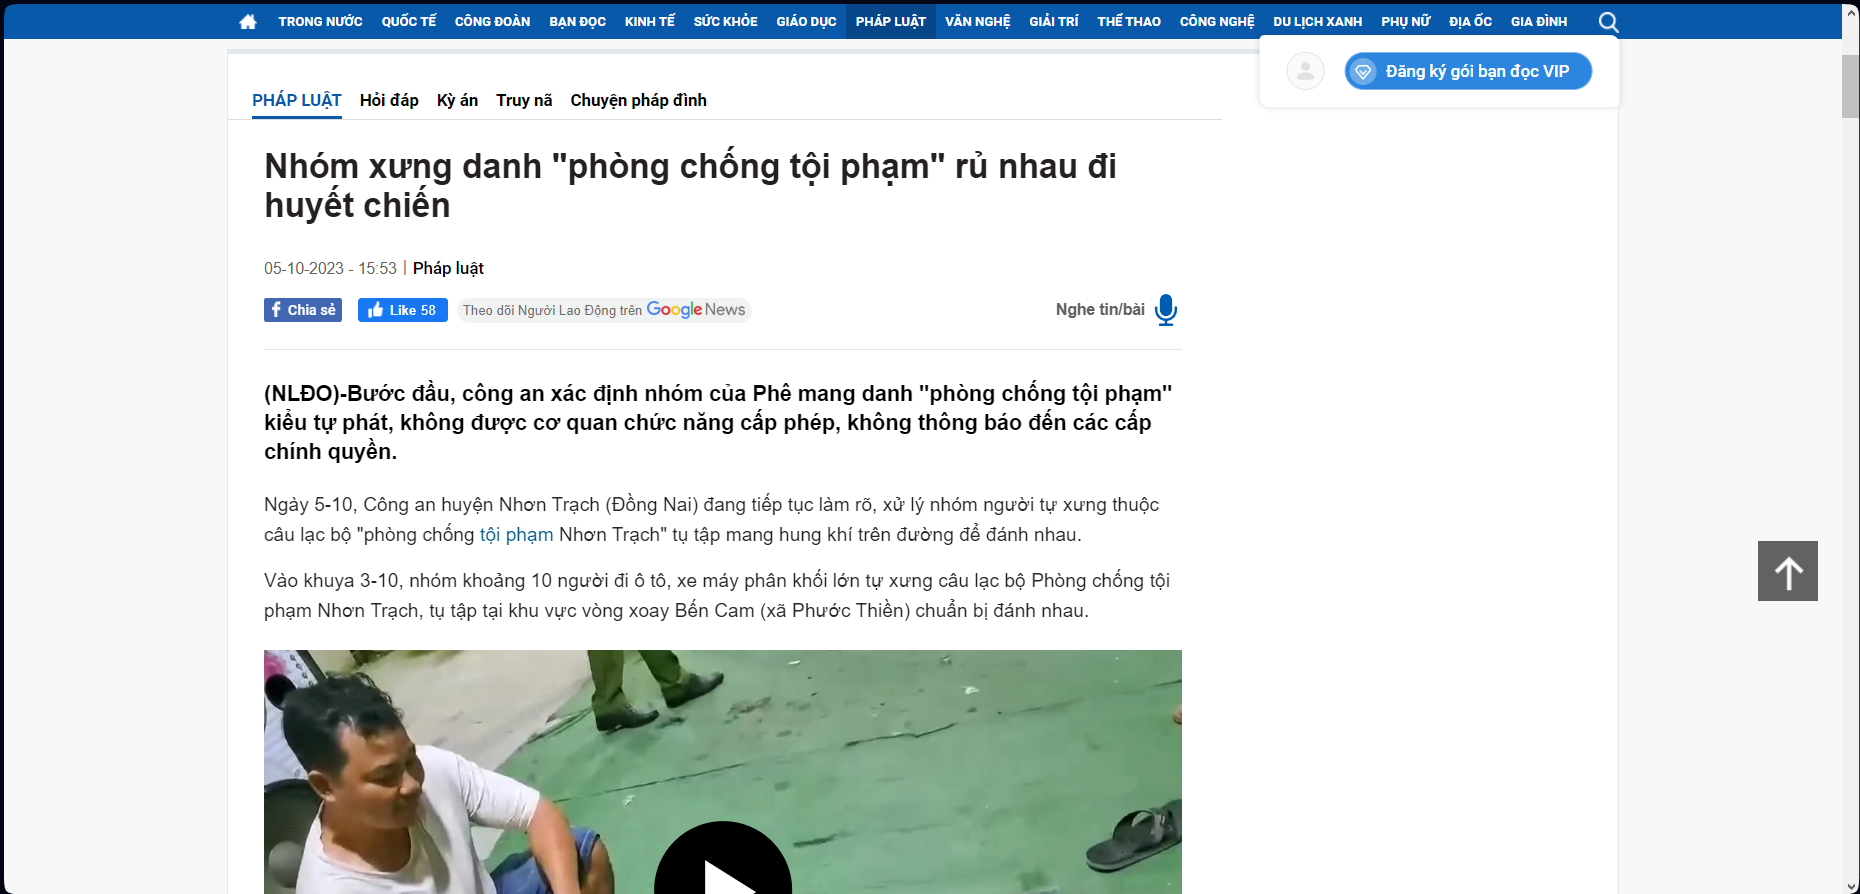 TRONG NƯỚC QUỐC TẾ CÔNG ĐOÀN BẠN ĐỌC KINH TẾ SỨC KHỎE GIÁO DỤC PHÁP LUẬT VĂN NGHỆ GIẢI TRÍ THỂ THAO CÔNG NGHỆ DU LỊCH XANH PHỤ NỮ ĐỊA ỐC GIA ĐÌNH
Đăng ký gói bạn đọc VIP
PHÁP LUẬT Hỏi đáp Kỳ án Truy nã Chuyện pháp đình
Nhóm xưng danh "phòng chống tội phạm" rủ nhau đi
huyết chiến
05-10-2023 - 15:53 | Pháp luật
Chia sẻ Like 58 Theo dõi Người Lao Động trên Google News Nghe tin/bài
(NLĐO)-Bước đầu, công an xác định nhóm của Phê mang danh "phòng chống tội phạm"
kiểu tự phát, không được cơ quan chức năng cấp phép, không thông báo đến các cấp
chính quyền.
Ngày 5-10, Công an huyện Nhơn Trạch (Đồng Nai) đang tiếp tục làm rõ, xử lý nhóm người tự xưng thuộc
câu lạc bộ "phòng chống tội phạm Nhơn Trạch" tụ tập mang hung khí trên đường để đánh nhau.
Vào khuya 3-10, nhóm khoảng 10 người đi ô tô, xe máy phân khối lớn tự xưng câu lạc bộ Phòng chống tội
phạm Nhơn Trạch, tụ tập tại khu vực vòng xoay Bến Cam (xã Phước Thiền) chuẩn bị đánh nhau.